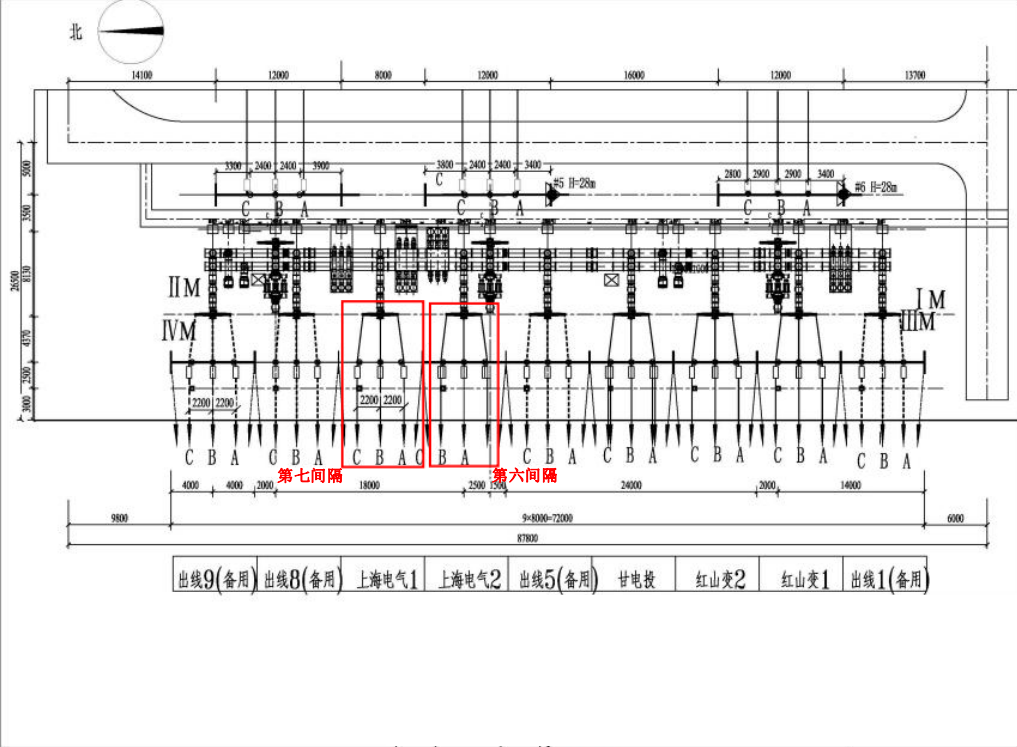 北
14100 12000 8000 12000 16000 12000 13700
3300 2400 2400 3900
3800 2400 2400 3400
2800 2900 2900 3400
C
#5 H=28m
#6 H=28m
C B A
C B A
C B A
5000
3500
8130
4370
2500
3000
26500
ⅡM
ⅣM
ⅠM
ⅢM
2200 2200
2200 2200
C B A C B A C B A C B A C B A C B A C B A C B A C B A
第七间隔
第六间隔
4000 4000 2000 18000 2500 1500 24000 2000 14000
9800 9×8000=72000 6000
87800
出线9(备用) 出线8(备用) 上海电气1 上海电气2 出线5(备用) 甘电投 红山变2 红山变1 出线1(备用)